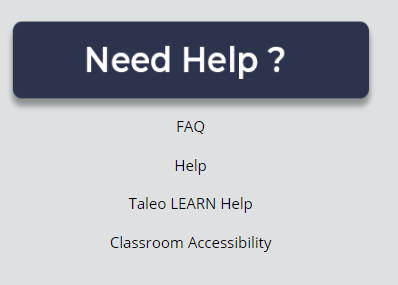 Need Help ?
FAQ
Help
Taleo LEARN Help
Classroom Accessibility